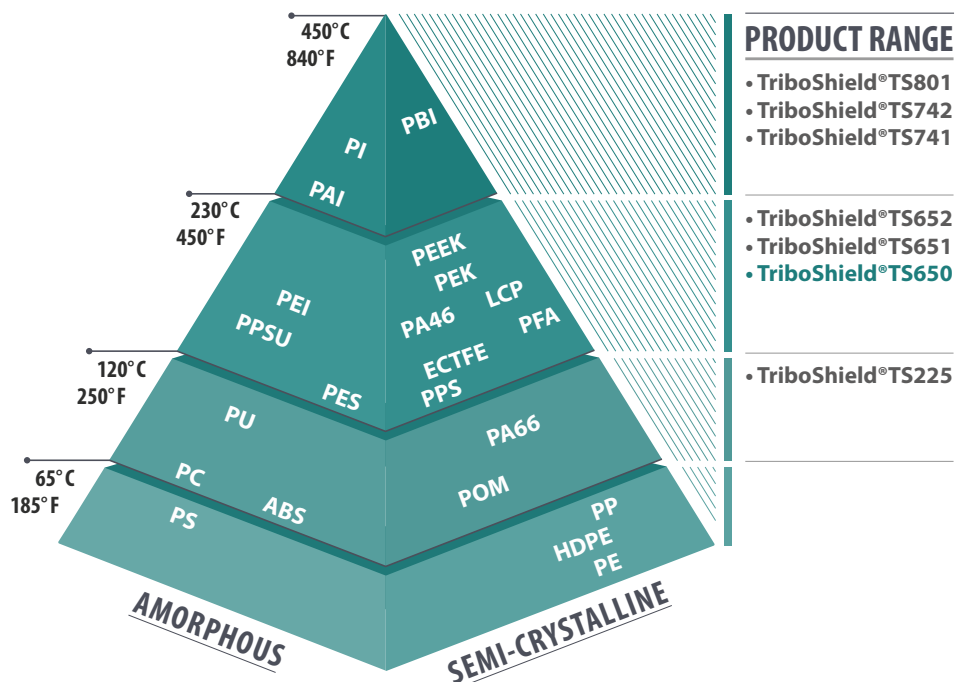 450°C
840°F
PBI
PI
PAI
230°C
450°F
PEEK
PEK
LCP
PEI
PA46
PFA
PPSU
ECTFE
PPS
PES
120°C
250°F
PU
PA66
PC
POM
ABS
65°C
185°F
PS
PP
HDPE
PE
AMORPHOUS
SEMI-CRYSTALLINE
PRODUCT RANGE
• TriboShield®TS801
• TriboShield®TS742
• TriboShield®TS741
• TriboShield®TS652
• TriboShield®TS651
• TriboShield®TS650
• TriboShield®TS225